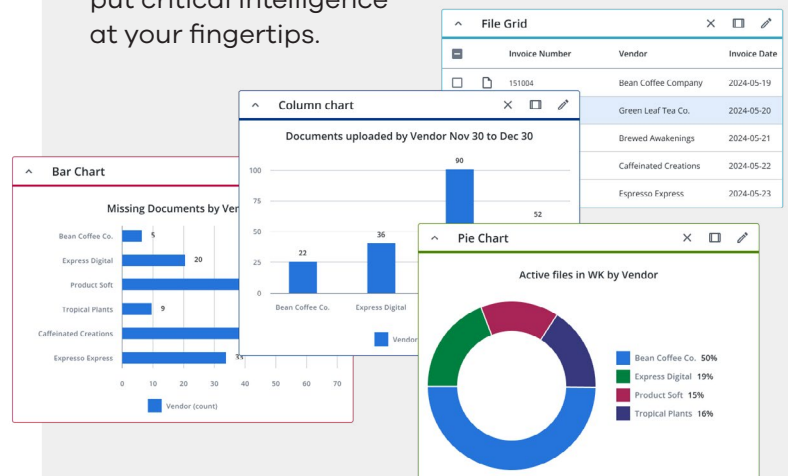 put critical intelligence
at your fingertips.
File Grid
Invoice Number Vendor Invoice Date
151004 Bean Coffee Company 2024-05-19
Green Leaf Tea Co. 2024-05-20
Brewed Awakenings 2024-05-21
Caffeinated Creations 2024-05-22
Espresso Express 2024-05-23
Column chart
Documents uploaded by Vendor Nov 30 to Dec 30
100
75
50
25
0
22
36
90
52
Bean Coffee Co. Express Digital
Vendor
Bar Chart
Missing Documents by Ven
Bean Coffee Co. 5
Express Digital 20
Product Soft
Tropical Plants 9
Caffeinated Creations
Expresso Express 33
0 10 20 30 40 50 60 70
Vendor (count)
Pie Chart
Active files in WK by Vendor
Bean Coffee Co. 50%
Express Digital 19%
Product Soft 15%
Tropical Plants 16%